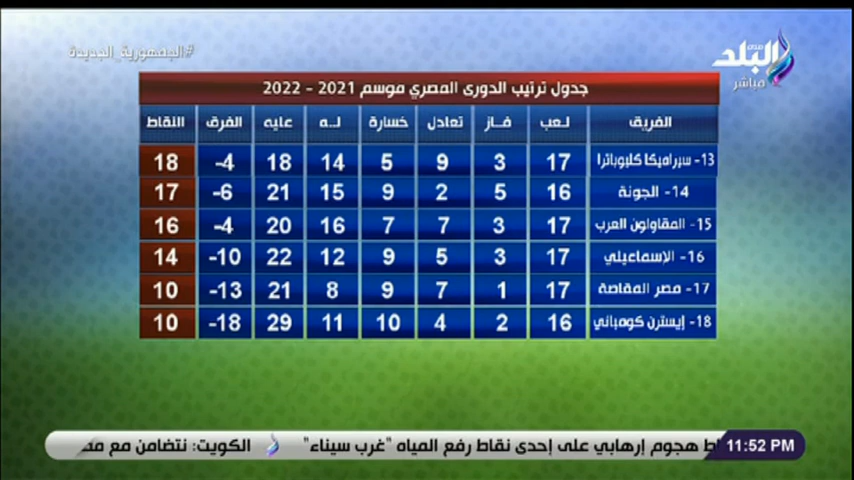 #الجمهورية_الجديدة
صدى
البلد
مباشر
جدول ترتيب الدورى المصري موسم 2021 - 2022
الفريق لـعب فـــاز تعادل خسارة لـــه عليه الفرق النقاط
13- سيراميكا كليوباترا 17 3 9 5 14 18 -4 18
14- الجونة 16 5 2 9 15 21 -6 17
15- المقاولون العرب 17 3 7 7 16 20 -4 16
16- الإسماعيلي 17 3 5 9 12 22 -10 14
17- مصر المقاصة 17 1 7 9 8 21 -13 10
18- إيسترن كومباني 16 2 4 10 11 29 -18 10
11:52 PM هجوم إرهابي على إحدى نقاط رفع المياه "غرب سيناء" الكويت: نتضامن مع